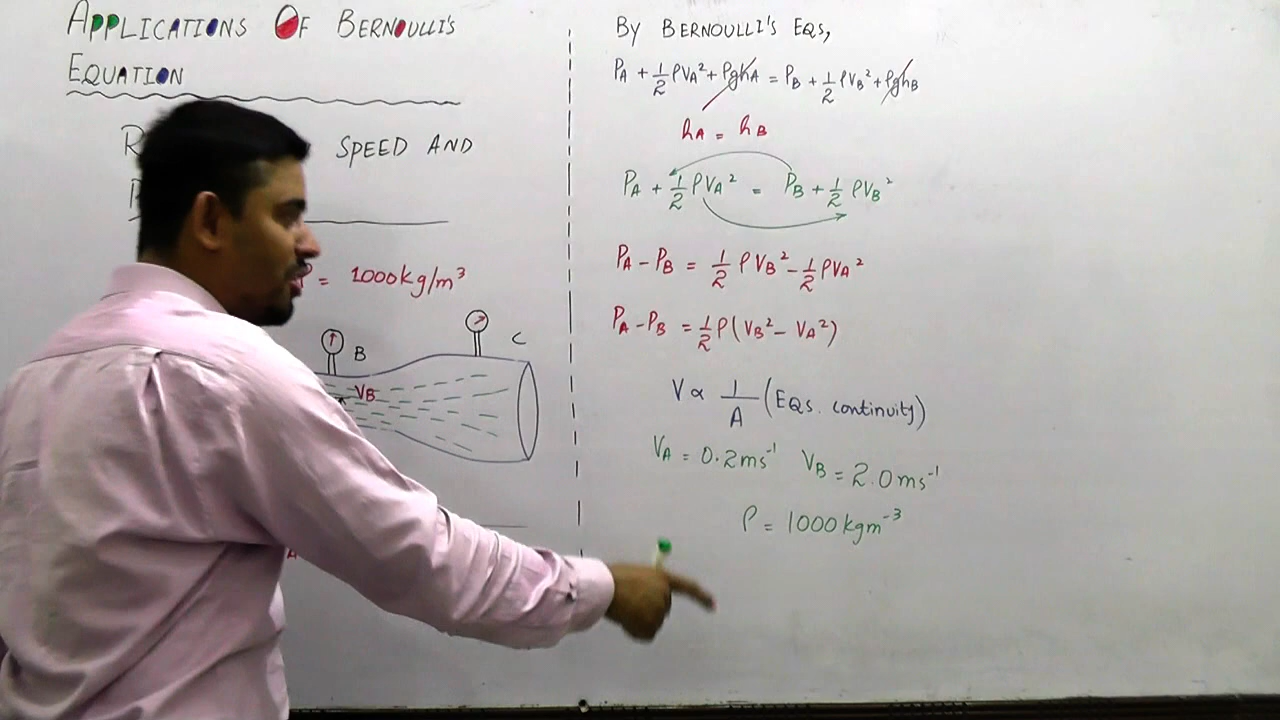 APPLICATIONS OF BERNOULLI'S
EQUATION
SPEED AND
ρ = 1000kg/m³
B
C
VB
BY BERNOULLI'S EQS,
PA + 1/2 ρVA² + ρghA = PB + 1/2 ρVB² + ρghB
hA = hB
PA + 1/2 ρVA² = PB + 1/2 ρVB²
PA - PB = 1/2 ρVB² - 1/2 ρVA²
PA - PB = 1/2 ρ(VB² - VA²)
V ∝ 1/A (EQS. continuity)
VA = 0.2ms⁻¹ VB = 2.0ms⁻¹
ρ = 1000kgm⁻³